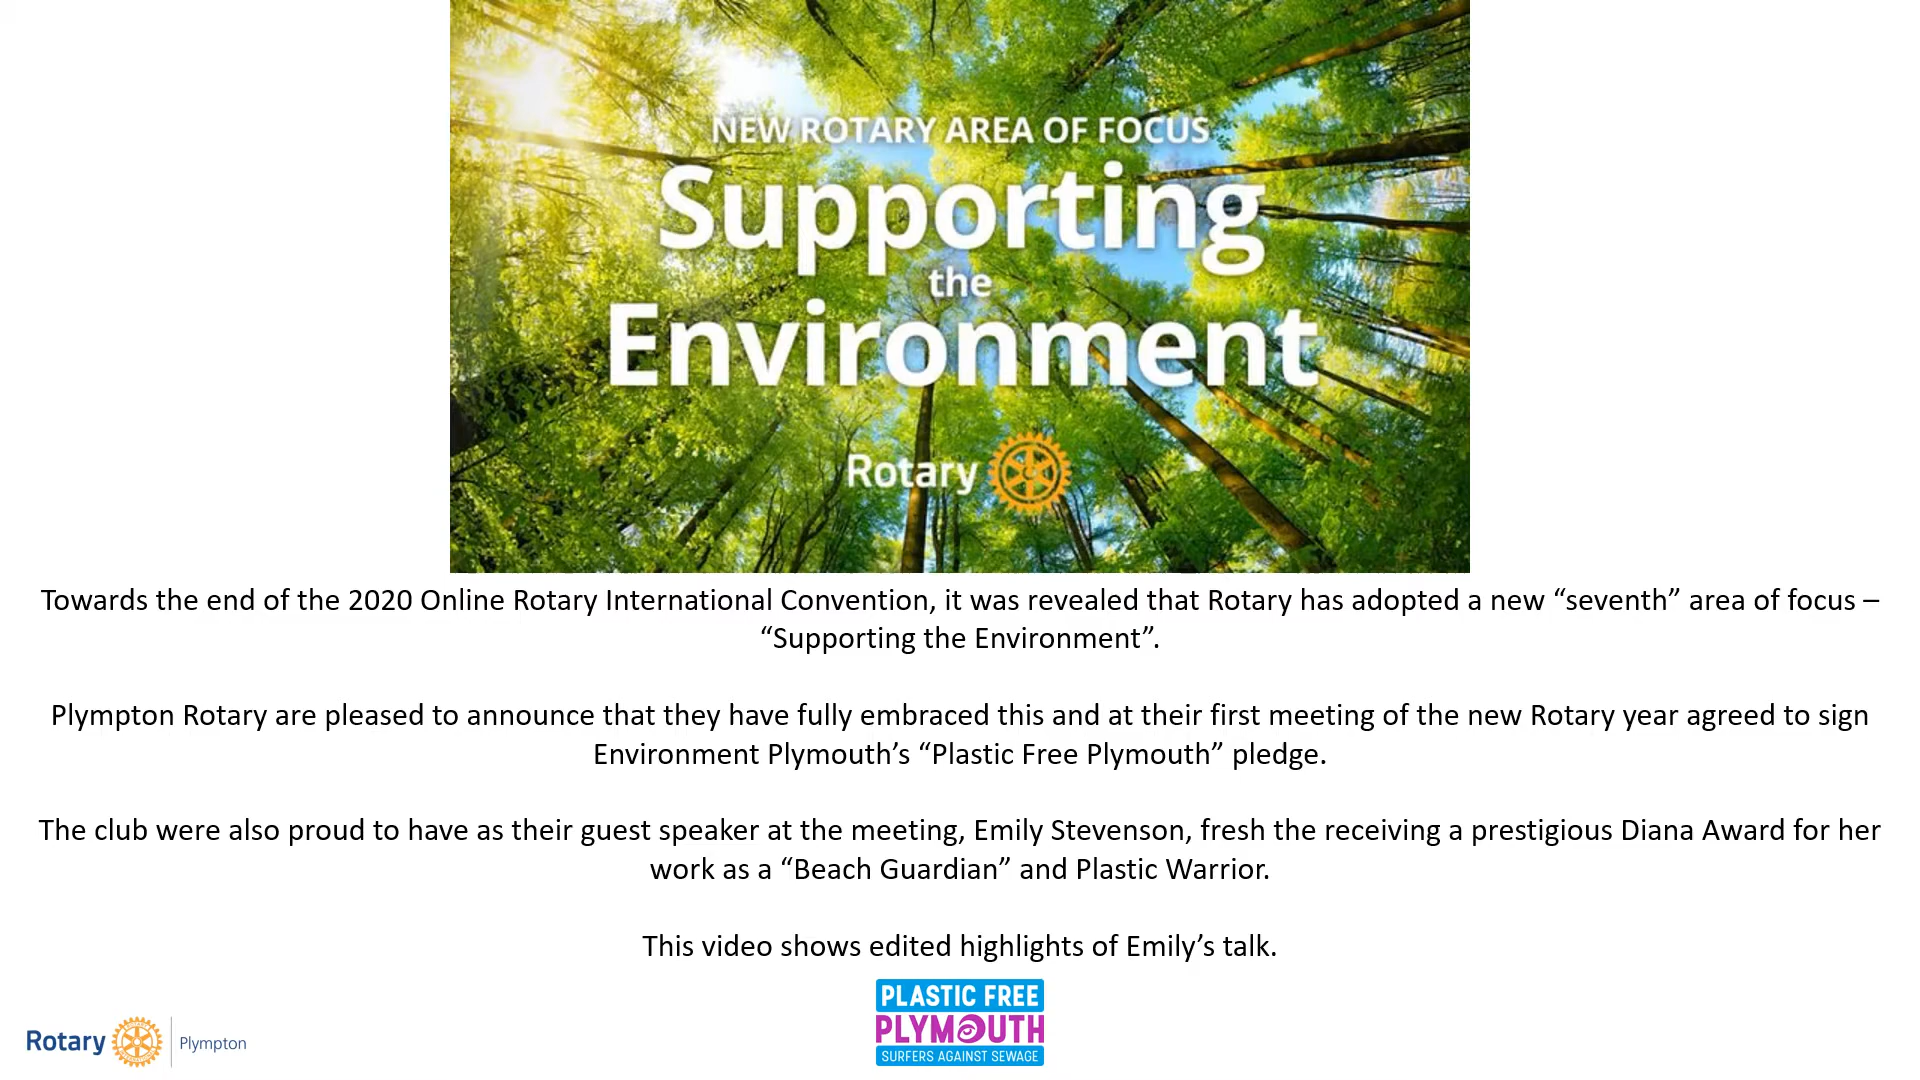 NEW ROTARY AREA OF FOCUS
Supporting
the
Environment
Rotary
Towards the end of the 2020 Online Rotary International Convention, it was revealed that Rotary has adopted a new “seventh” area of focus –
“Supporting the Environment”.
Plympton Rotary are pleased to announce that they have fully embraced this and at their first meeting of the new Rotary year agreed to sign
Environment Plymouth’s “Plastic Free Plymouth” pledge.
The club were also proud to have as their guest speaker at the meeting, Emily Stevenson, fresh the receiving a prestigious Diana Award for her
work as a “Beach Guardian” and Plastic Warrior.
This video shows edited highlights of Emily’s talk.
PLASTIC FREE
PLYMOUTH
SURFERS AGAINST SEWAGE
Rotary
Plympton